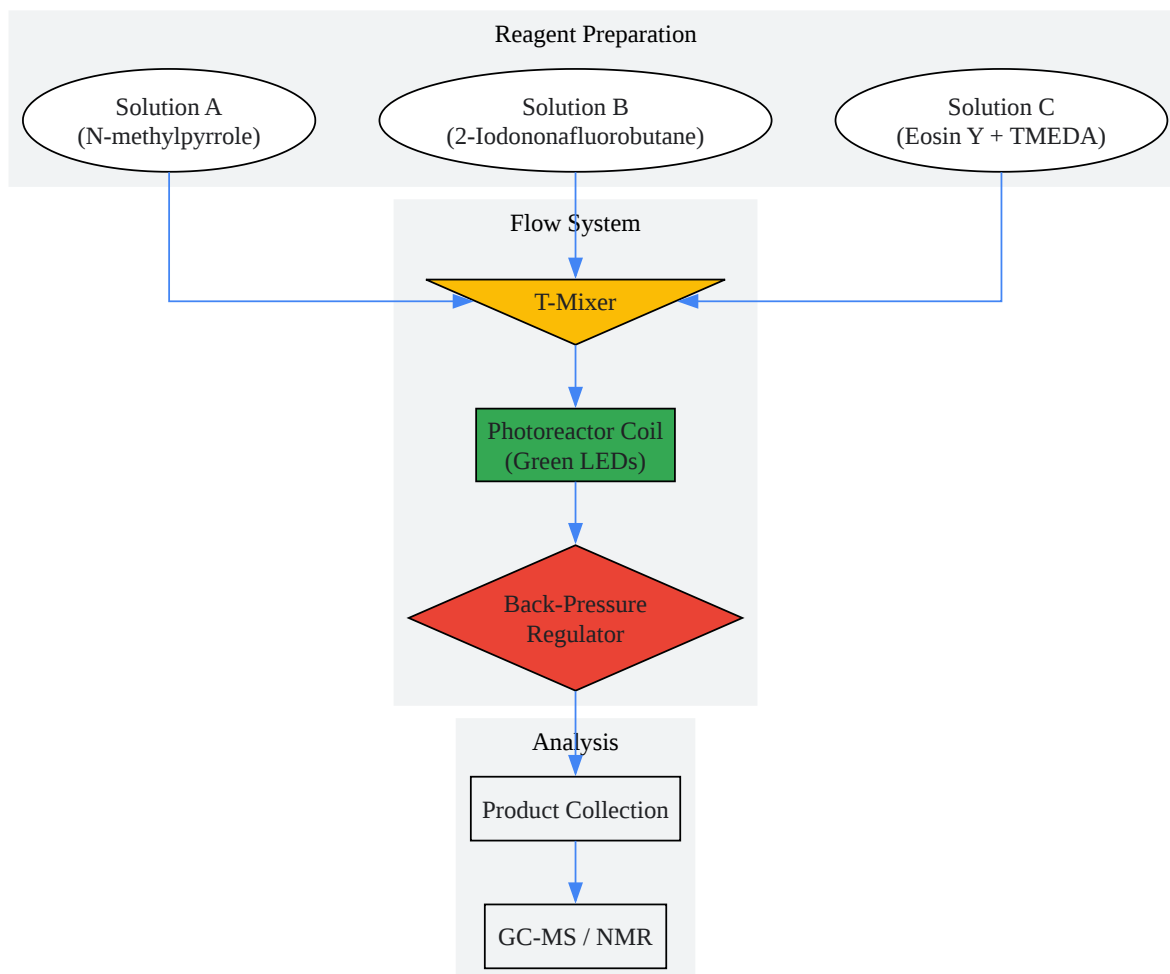 Reagent Preparation
Solution A
(N-methylpyrrole)
Solution B
(2-Iodononafluorobutane)
Solution C
(Eosin Y + TMEDA)
Flow System
T-Mixer
Photoreactor Coil
(Green LEDs)
Back-Pressure
Regulator
Analysis
Product Collection
GC-MS / NMR